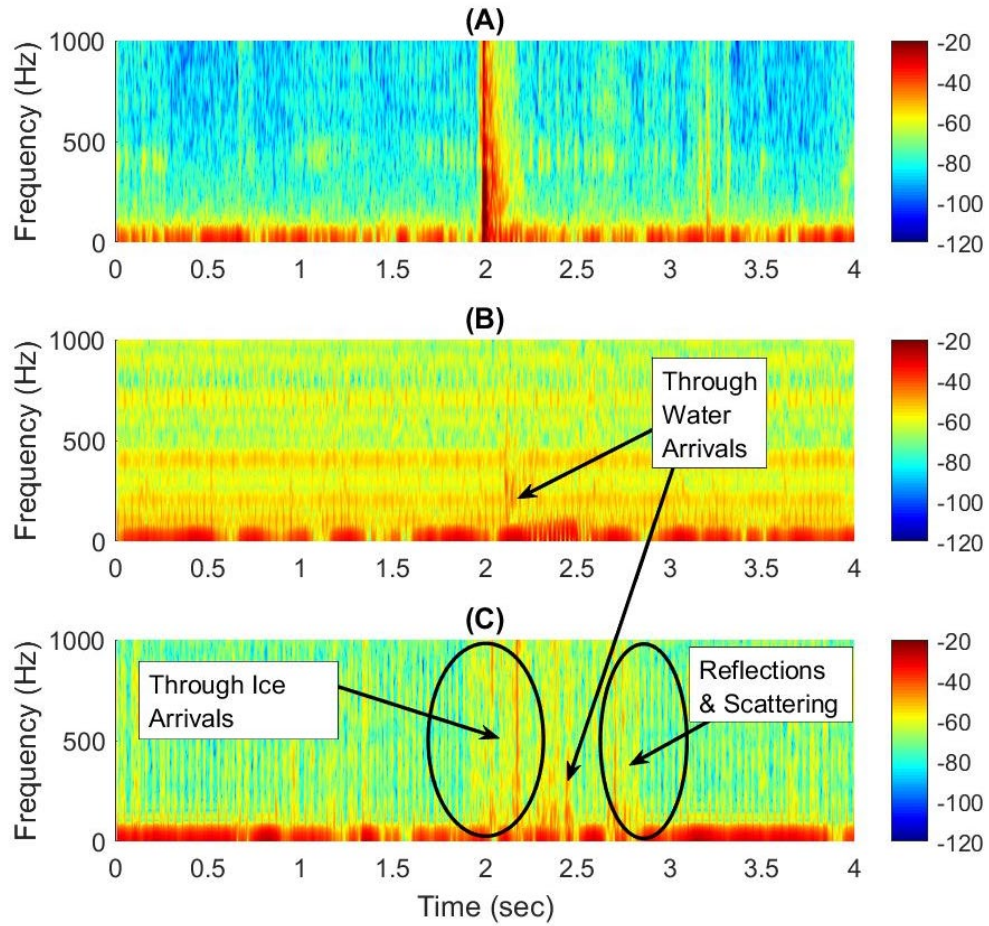 (A)
Frequency (Hz)
1000
500
0
0 0.5 1 1.5 2 2.5 3 3.5 4
-20
-40
-60
-80
-100
-120
(B)
Frequency (Hz)
1000
500
0
0 0.5 1 1.5 2 2.5 3 3.5 4
Through
Water
Arrivals
-20
-40
-60
-80
-100
-120
(C)
Frequency (Hz)
1000
500
0
0 0.5 1 1.5 2 2.5 3 3.5 4
Through Ice
Arrivals
Reflections
& Scattering
-20
-40
-60
-80
-100
-120
Time (sec)